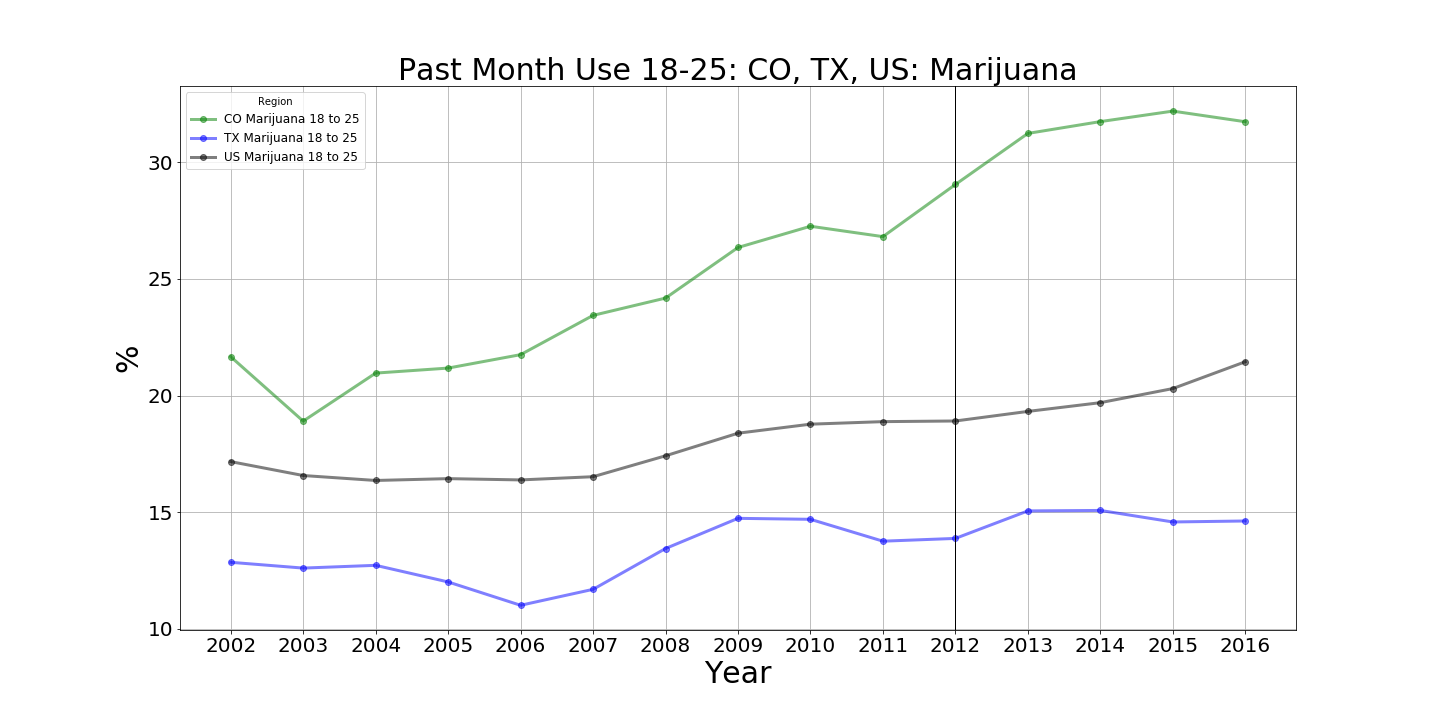 Past Month Use 18-25: CO, TX, US: Marijuana
Region
CO Marijuana 18 to 25
TX Marijuana 18 to 25
US Marijuana 18 to 25
30
25
20
15
10
%
2002 2003 2004 2005 2006 2007 2008 2009 2010 2011 2012 2013 2014 2015 2016
Year